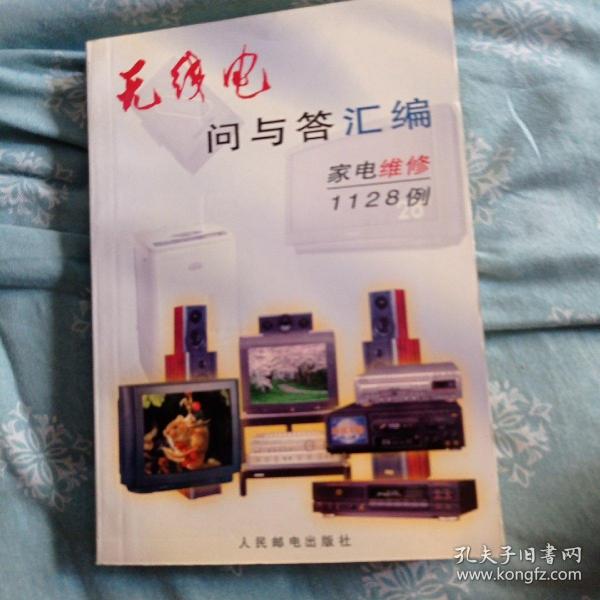 无线电
问与答汇编
家电维修
1128例
人民邮电出版社
孔夫子旧书网
www.kongfz.com